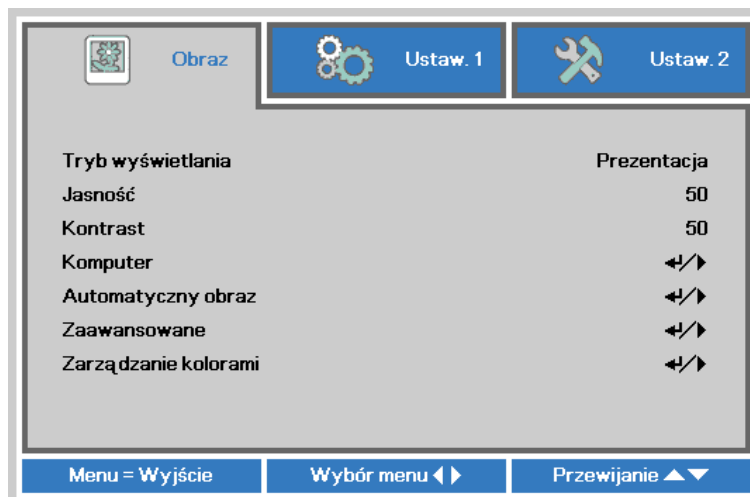 Obraz Ustaw. 1 Ustaw. 2
Tryb wyświetlania Prezentacja
Jasność 50
Kontrast 50
Komputer ↵/▶
Automatyczny obraz ↵/▶
Zaawansowane ↵/▶
Zarządzanie kolorami ↵/▶
Menu = Wyjście Wybór menu ◀▶ Przewijanie ▲▼